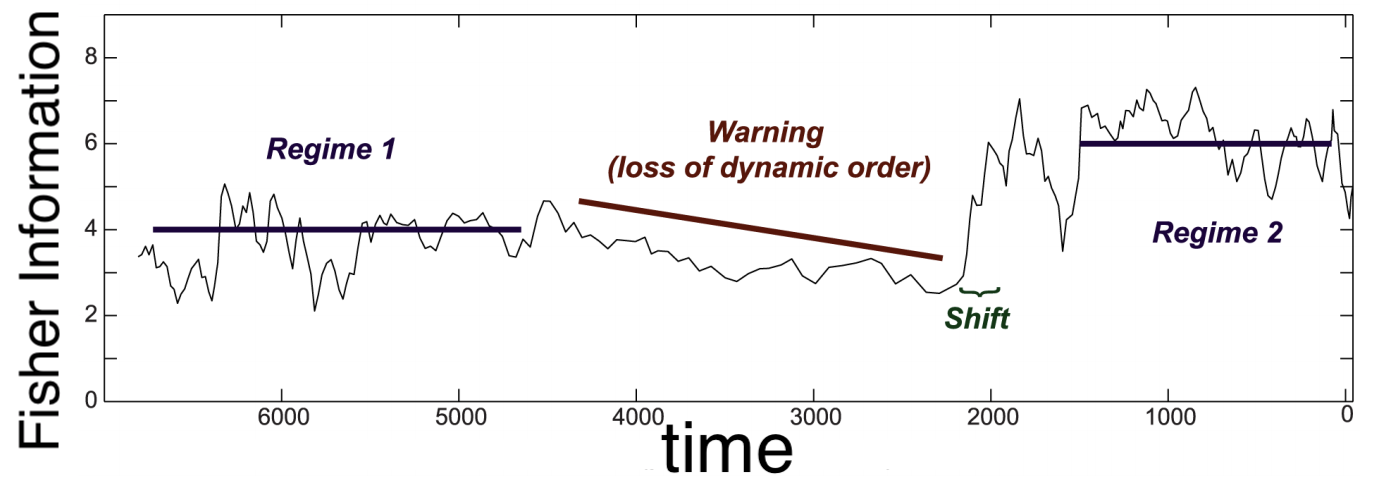 Fisher Information
8
6
4
2
0
Regime 1
Warning
(loss of dynamic order)
Regime 2
Shift
6000
5000
4000
3000
2000
1000
0
time